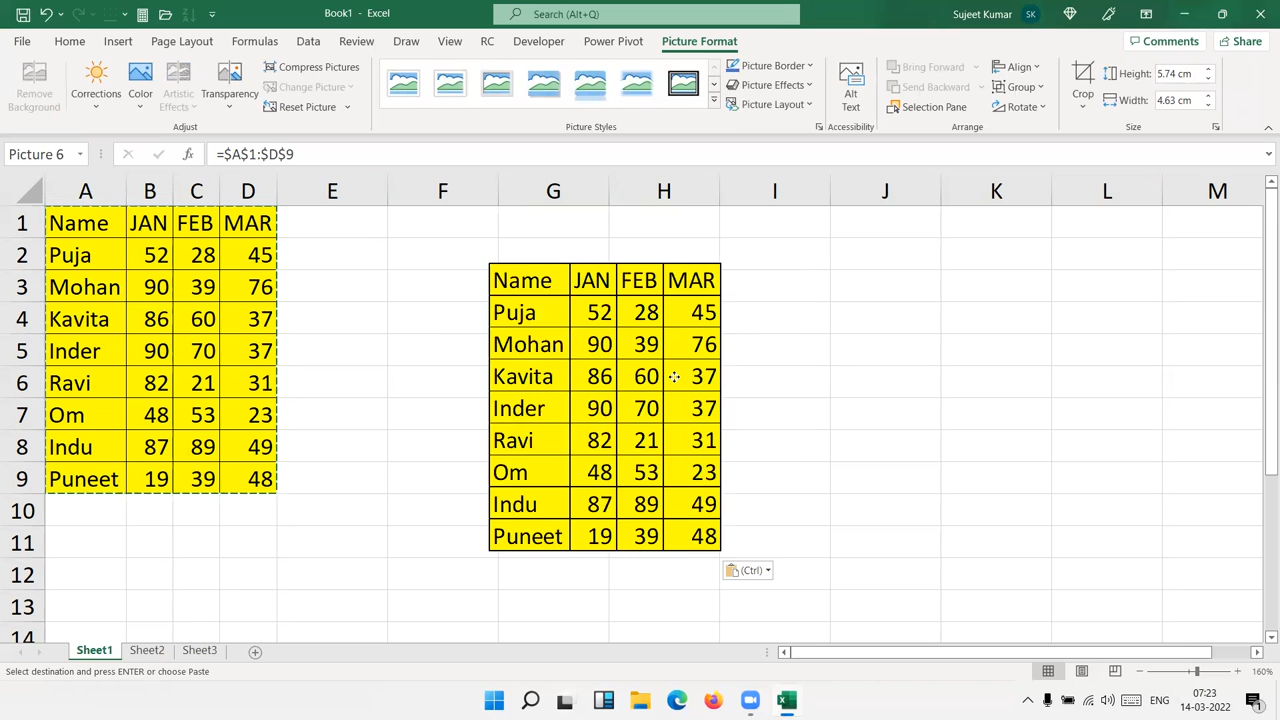 Book1 - Excel
Search (Alt+Q)
Sujeet Kumar SK
File Home Insert Page Layout Formulas Data Review Draw View RC Developer Power Pivot Picture Format Comments Share
Remove Background
Corrections
Color
Artistic Effects
Transparency
Compress Pictures
Change Picture
Reset Picture
Adjust
Picture Styles
Picture Border
Picture Effects
Picture Layout
Alt Text
Accessibility
Bring Forward
Send Backward
Selection Pane
Align
Group
Rotate
Arrange
Crop
Height: 5.74 cm
Width: 4.63 cm
Size
Picture 6 fx =$A$1:$D$9
A B C D E F G H I J K L M
1 Name JAN FEB MAR
2 Puja 52 28 45
3 Mohan 90 39 76
4 Kavita 86 60 37
5 Inder 90 70 37
6 Ravi 82 21 31
7 Om 48 53 23
8 Indu 87 89 49
9 Puneet 19 39 48
10
11
12
13
14
Name JAN FEB MAR
Puja 52 28 45
Mohan 90 39 76
Kavita 86 60 37
Inder 90 70 37
Ravi 82 21 31
Om 48 53 23
Indu 87 89 49
Puneet 19 39 48
(Ctrl)
Sheet1 Sheet2 Sheet3
Select destination and press ENTER or choose Paste
160%
ENG
07:23
14-03-2022
1